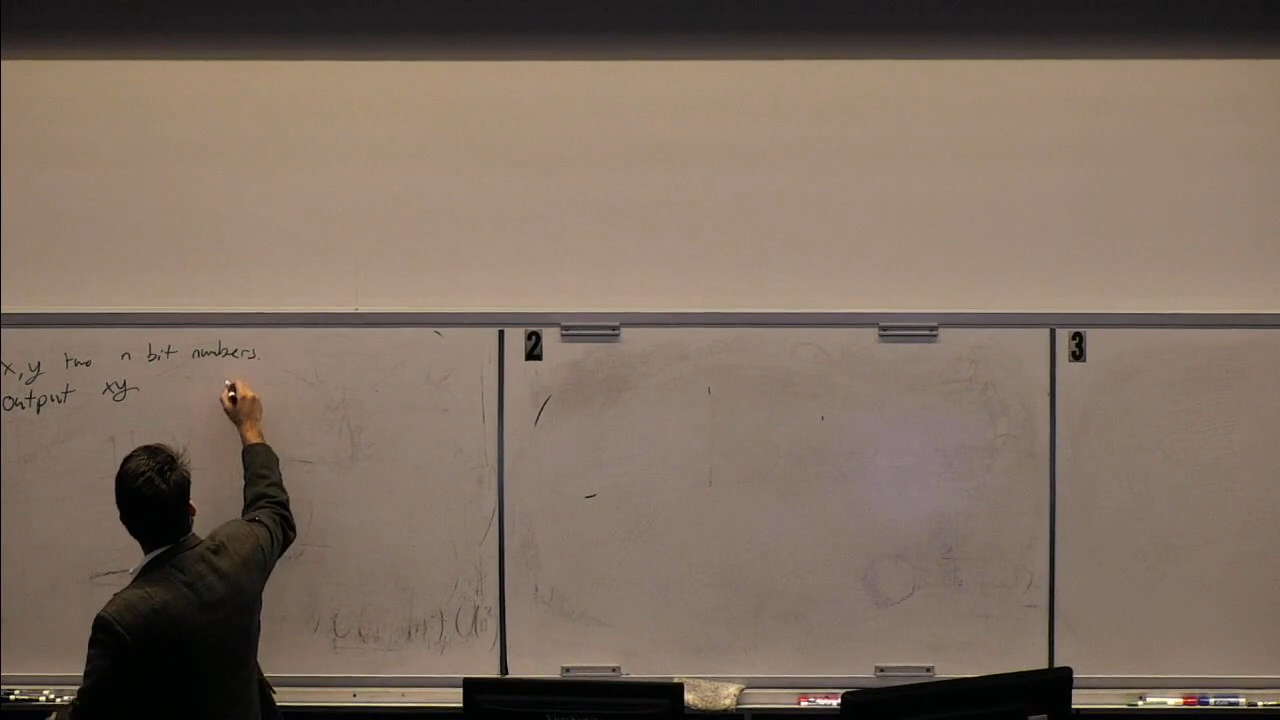 x, y two n bit numbers.
output xy
2
3